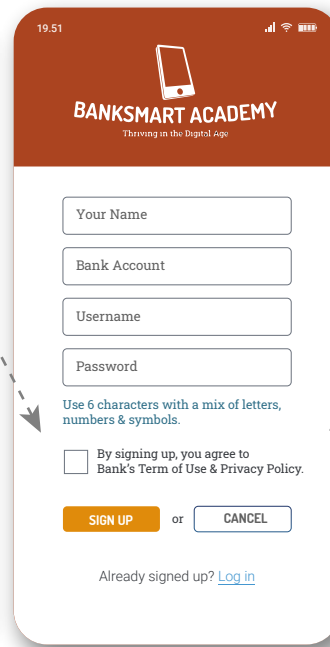 19.51
BANKSMART ACADEMY
Thriving in the Digital Age
Your Name
Bank Account
Username
Password
Use 6 characters with a mix of letters,
numbers & symbols.
By signing up, you agree to
Bank's Term of Use & Privacy Policy.
SIGN UP or CANCEL
Already signed up? Log in